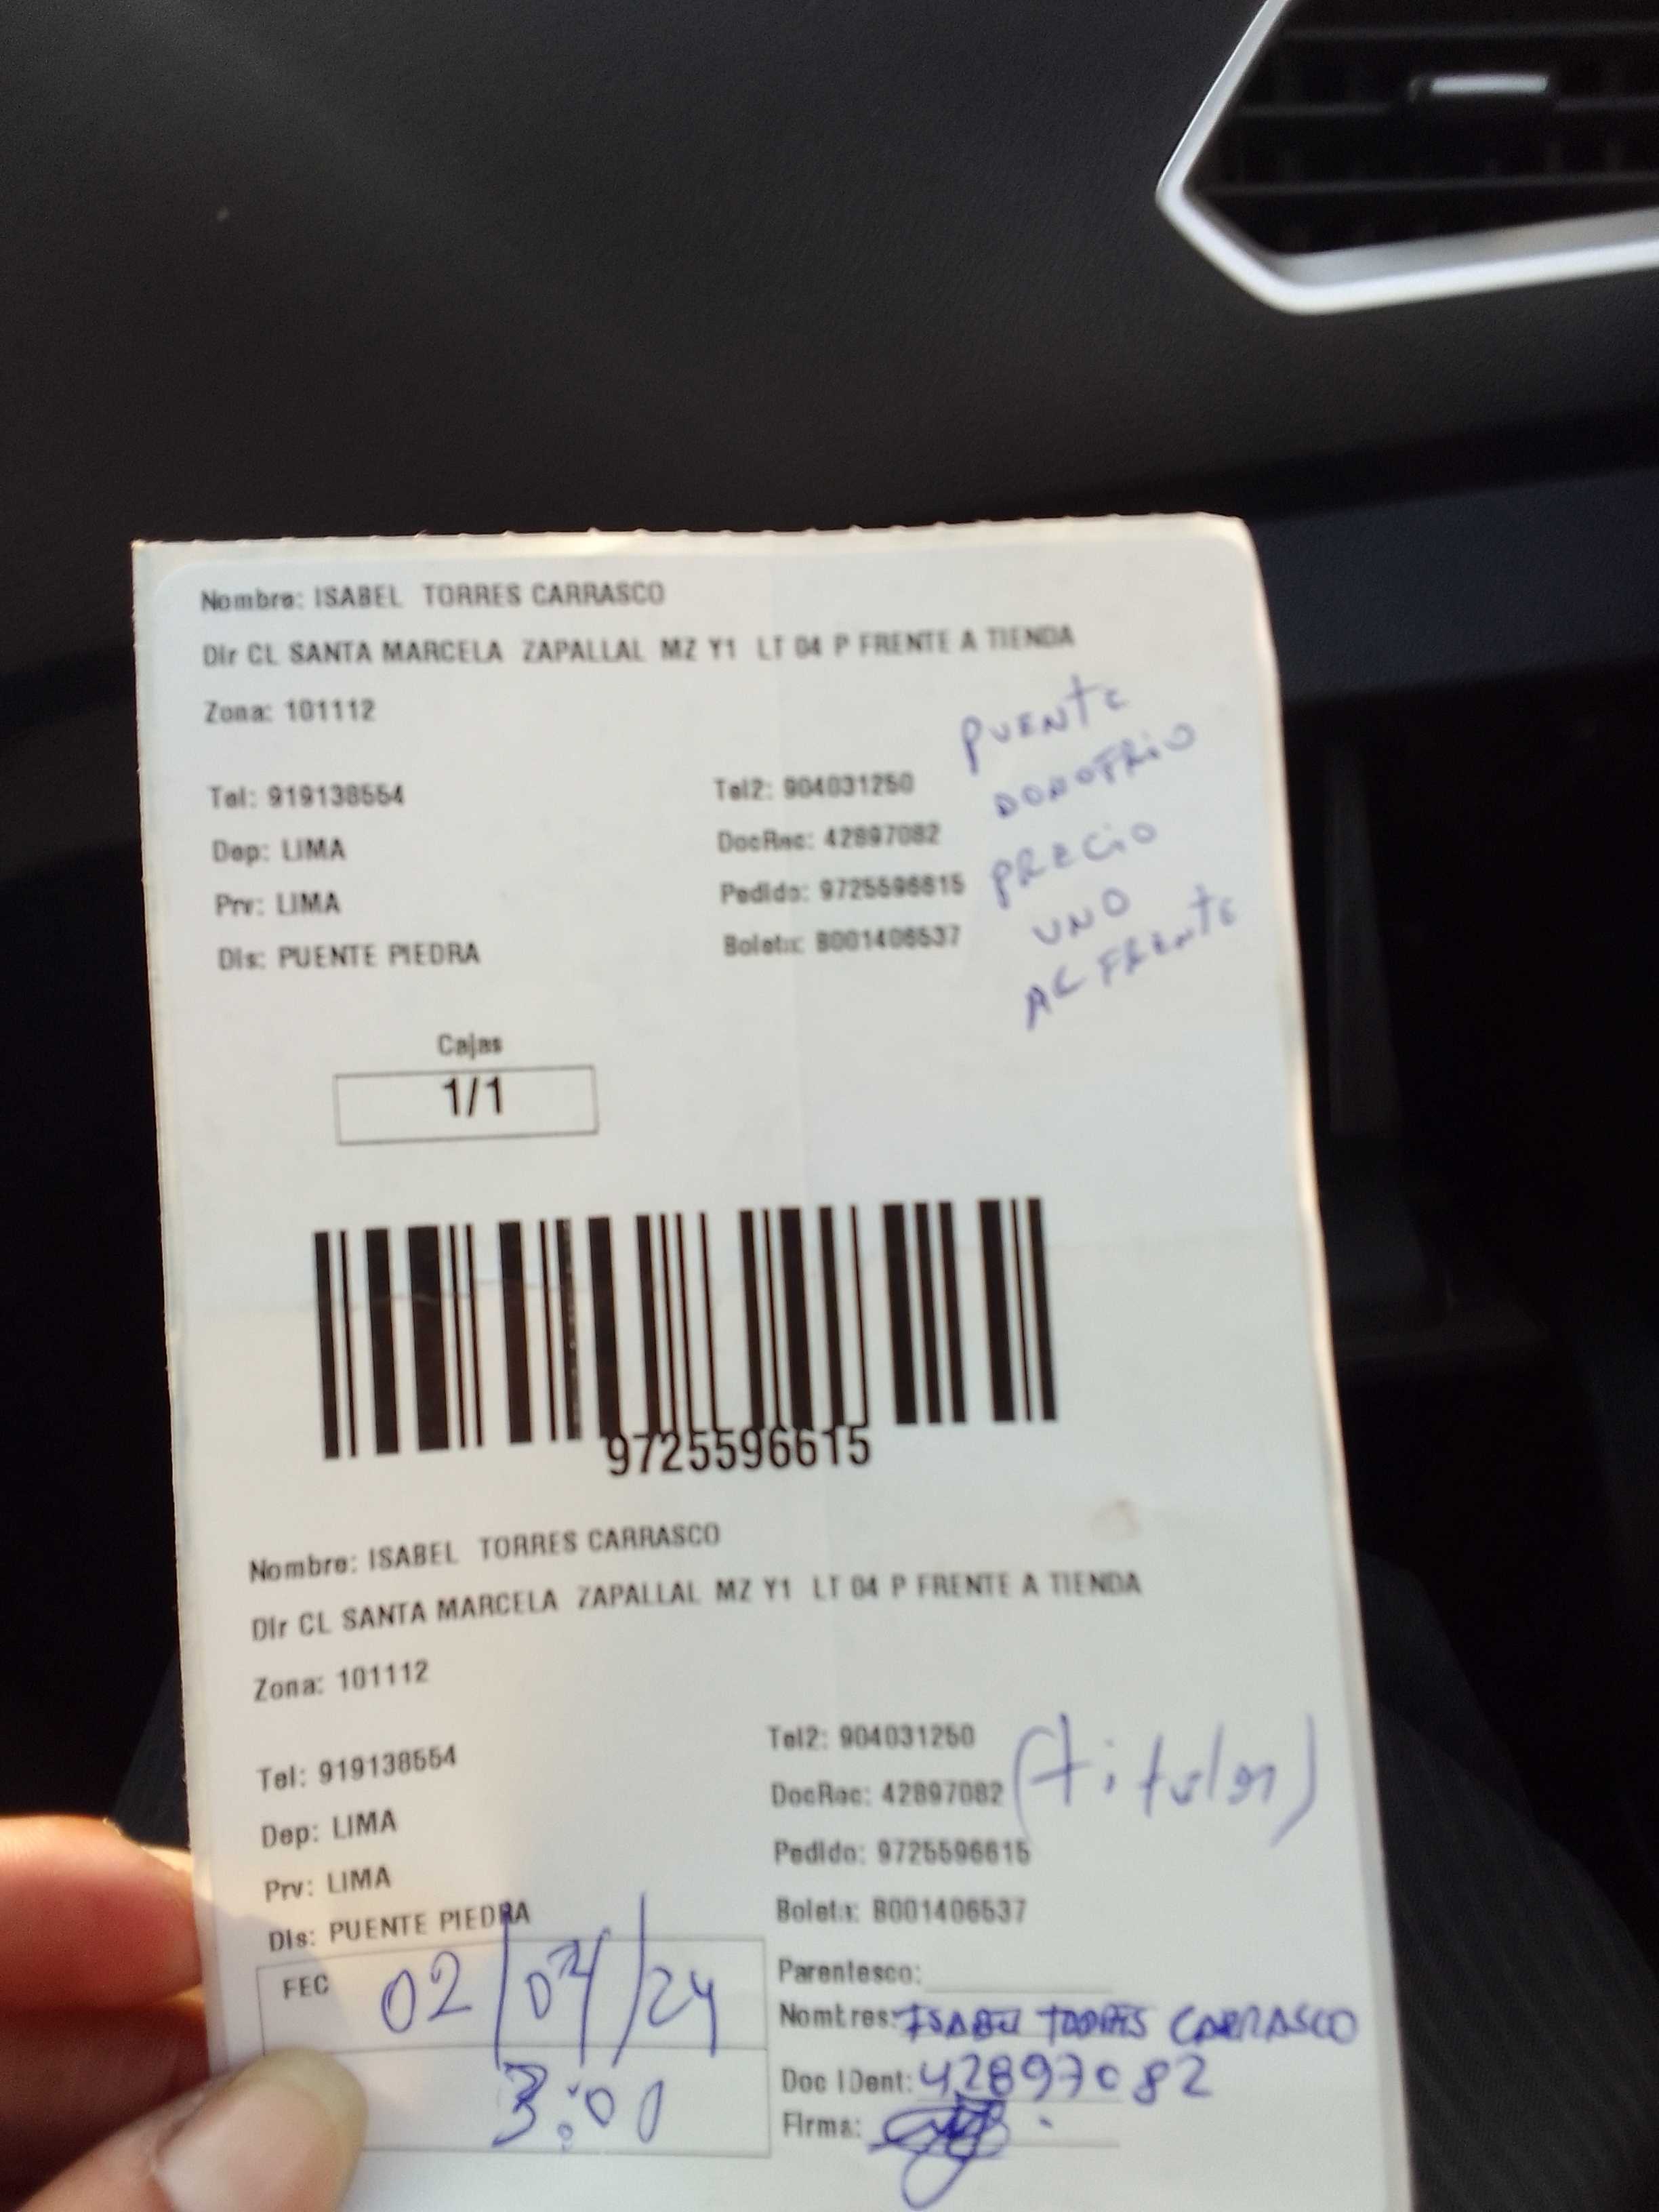 Nombre: ISABEL TORRES CARRASCO
Dir CL SANTA MARCELA ZAPALLAL MZ Y1 LT 04 P FRENTE A TIENDA
Zona: 101112
PUENTE
DONOFRIO
PRECIO
UNO
AL FRENTE
Tel: 919138554
Tel2: 904031250
Dep: LIMA
DocRec: 42897082
Prv: LIMA
Pedido: 9725596615
Dis: PUENTE PIEDRA
Boleta: B001406537
Cajas
1/1
9725596615
Nombre: ISABEL TORRES CARRASCO
Dir CL SANTA MARCELA ZAPALLAL MZ Y1 LT 04 P FRENTE A TIENDA
Zona: 101112
Tel: 919138554
Tel2: 904031250
Dep: LIMA
DocRec: 42897082 (titular)
Prv: LIMA
Pedido: 9725596615
Dis: PUENTE PIEDRA
Boleta: B001406537
FEC 02/04/24
3:00
Parentesco:
Nombres: ISABEL TORRES CARRASCO
Doc IDent: 42897082
Firma: